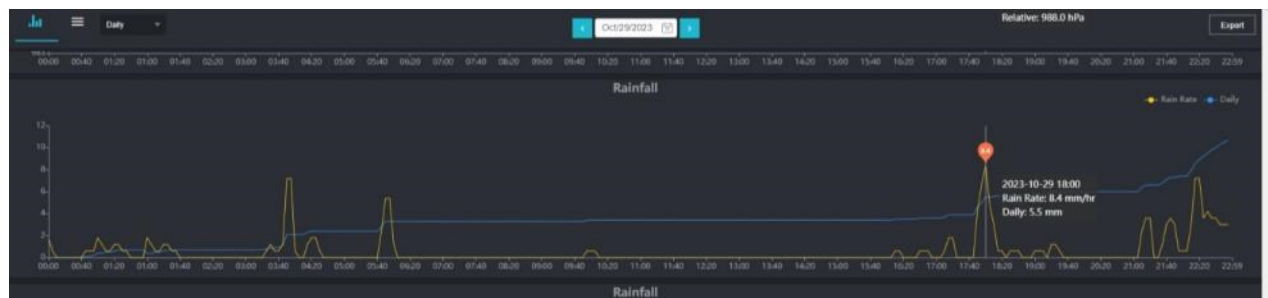 Daily
Oct/29/2023
Relative: 988.0 hPa
Export
00:00 00:40 01:20 01:00 01:40 02:20 03:00 03:40 04:20 05:00 05:40 06:20 07:00 07:40 08:20 09:00 09:40 10:20 11:00 11:40 12:20 13:00 13:40 14:20 15:00 15:40 16:20 17:00 17:40 18:20 19:00 19:40 20:20 21:00 21:40 22:20 22:59
Rainfall
Rain Rate Daily
12
10
8
6
4
2
0
8.4
2023-10-29 18:00
Rain Rate: 8.4 mm/hr
Daily: 5.5 mm
00:00 00:40 01:20 01:00 01:40 02:20 03:00 03:40 04:20 05:00 05:40 06:20 07:00 07:40 08:20 09:00 09:40 10:20 11:00 11:40 12:20 13:00 13:40 14:20 15:00 15:40 16:20 17:00 17:40 18:20 19:00 19:40 20:20 21:00 21:40 22:20 22:59
Rainfall